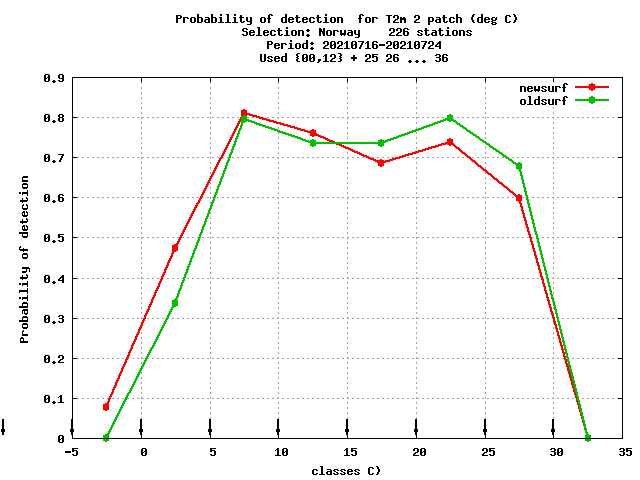 Probability of detection  for T2m 2 patch (deg C)
Selection: Norway    226 stations
Period: 20210716-20210724
Used {00,12} + 25 26 ... 36
newsurf
oldsurf
Probability of detection
0.9
0.8
0.7
0.6
0.5
0.4
0.3
0.2
0.1
0
-5 0 5 10 15 20 25 30 35
classes C)